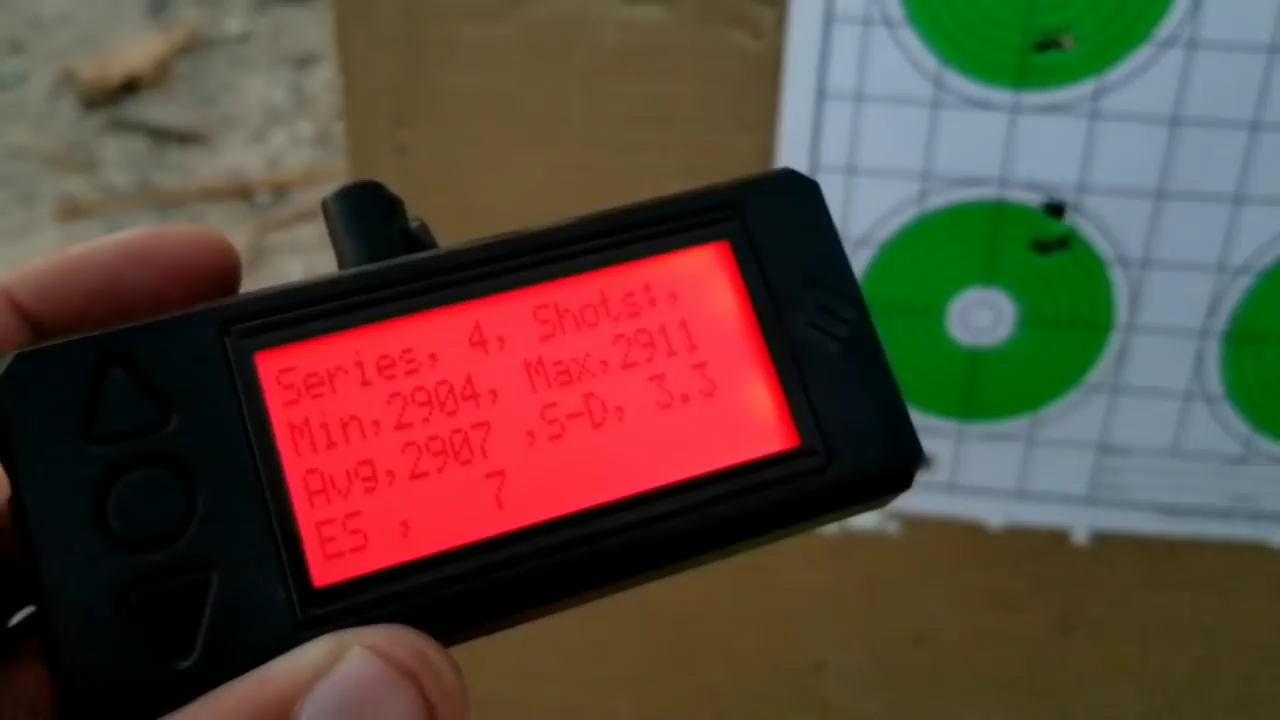 Series, 4, Shots:,
Min,2904, Max,2911
Avg,2907 ,S-D, 3.3
ES , 7